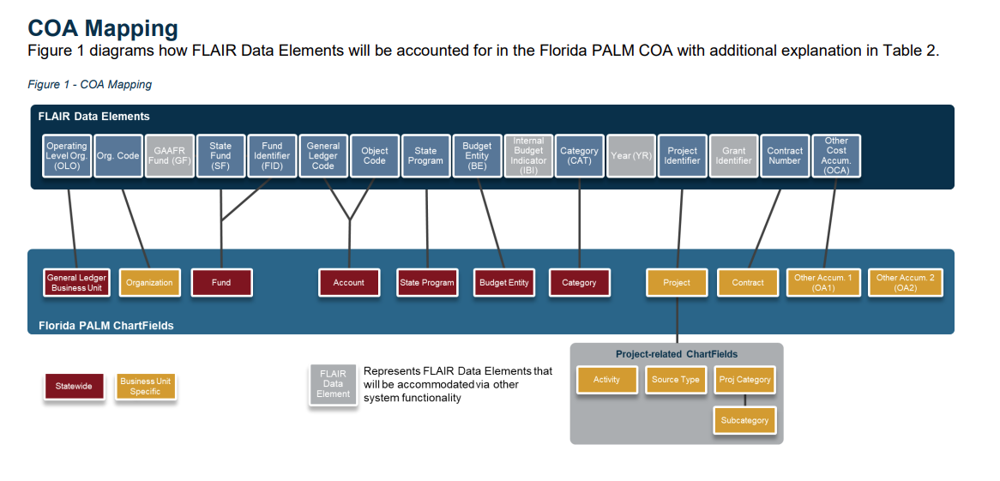 COA Mapping
Figure 1 diagrams how FLAIR Data Elements will be accounted for in the Florida PALM COA with additional explanation in Table 2.
Figure 1 - COA Mapping
FLAIR Data Elements
Operating
Level Org.
(OLO)
Org. Code
GAAFR
Fund (GF)
State
Fund
(SF)
Fund
Identifier
(FID)
General
Ledger
Code
Object
Code
State
Program
Budget
Entity
(BE)
Internal
Budget
Indicator
(IBI)
Category
(CAT)
Year (YR)
Project
Identifier
Grant
Identifier
Contract
Number
Other
Cost
Accum.
(OCA)
General Ledger
Business Unit
Organization
Fund
Account
State Program
Budget Entity
Category
Project
Contract
Other Accum. 1
(OA1)
Other Accum. 2
(OA2)
Florida PALM ChartFields
Project-related ChartFields
Activity
Source Type
Proj Category
Subcategory
Statewide
Business Unit
Specific
FLAIR
Data
Element
Represents FLAIR Data Elements that
will be accommodated via other
system functionality